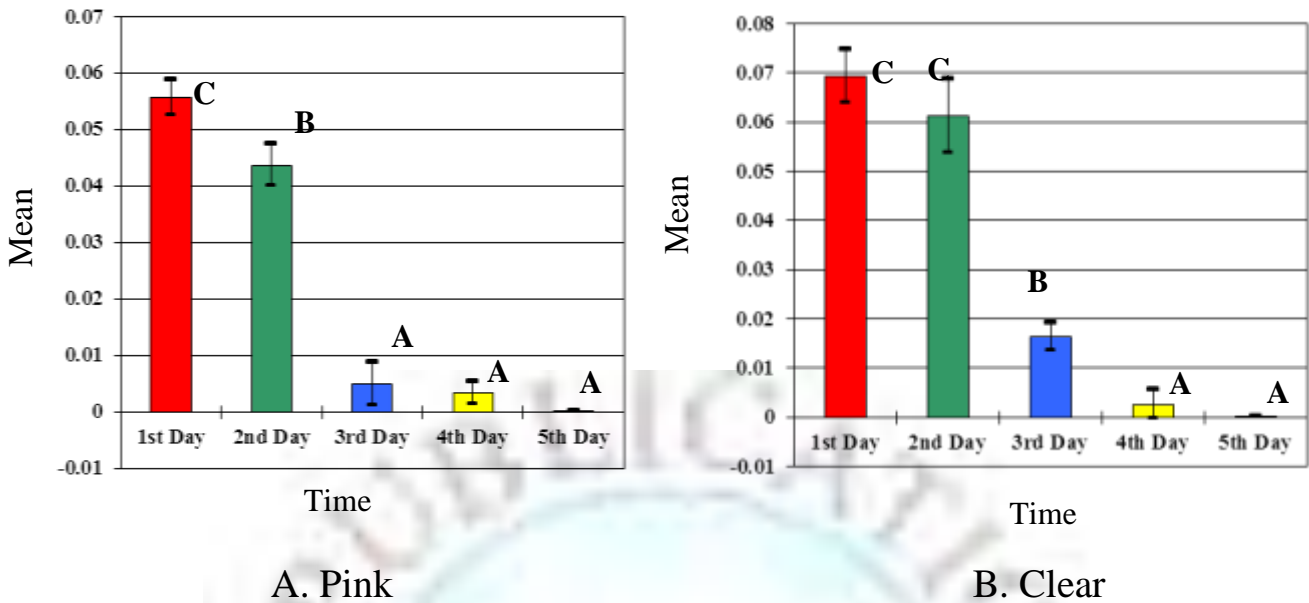 0.07
0.06
0.05
0.04
0.03
0.02
0.01
0
-0.01
Mean
C
B
A
A
A
1st Day 2nd Day 3rd Day 4th Day 5th Day
Time
A. Pink
0.08
0.07
0.06
0.05
0.04
0.03
0.02
0.01
0
-0.01
Mean
C
C
B
A
A
1st Day 2nd Day 3rd Day 4th Day 5th Day
Time
B. Clear